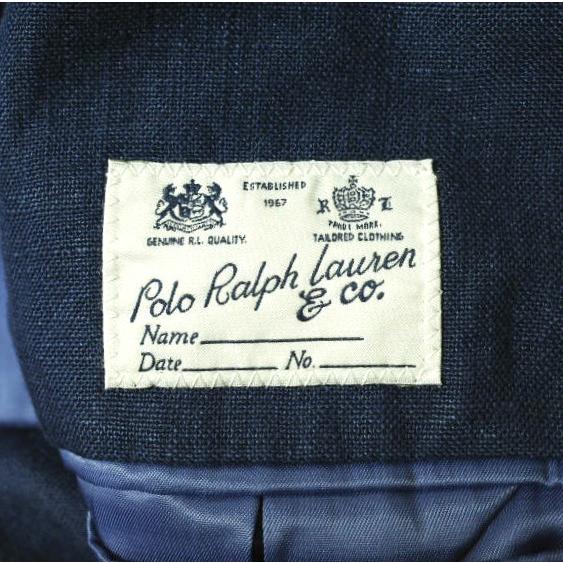 ESTABLISHED
1967
R L
TRADE MARK.
GENUINE R.L. QUALITY.
TAILORED CLOTHING
Polo Ralph Lauren
& co.
Name
Date No.